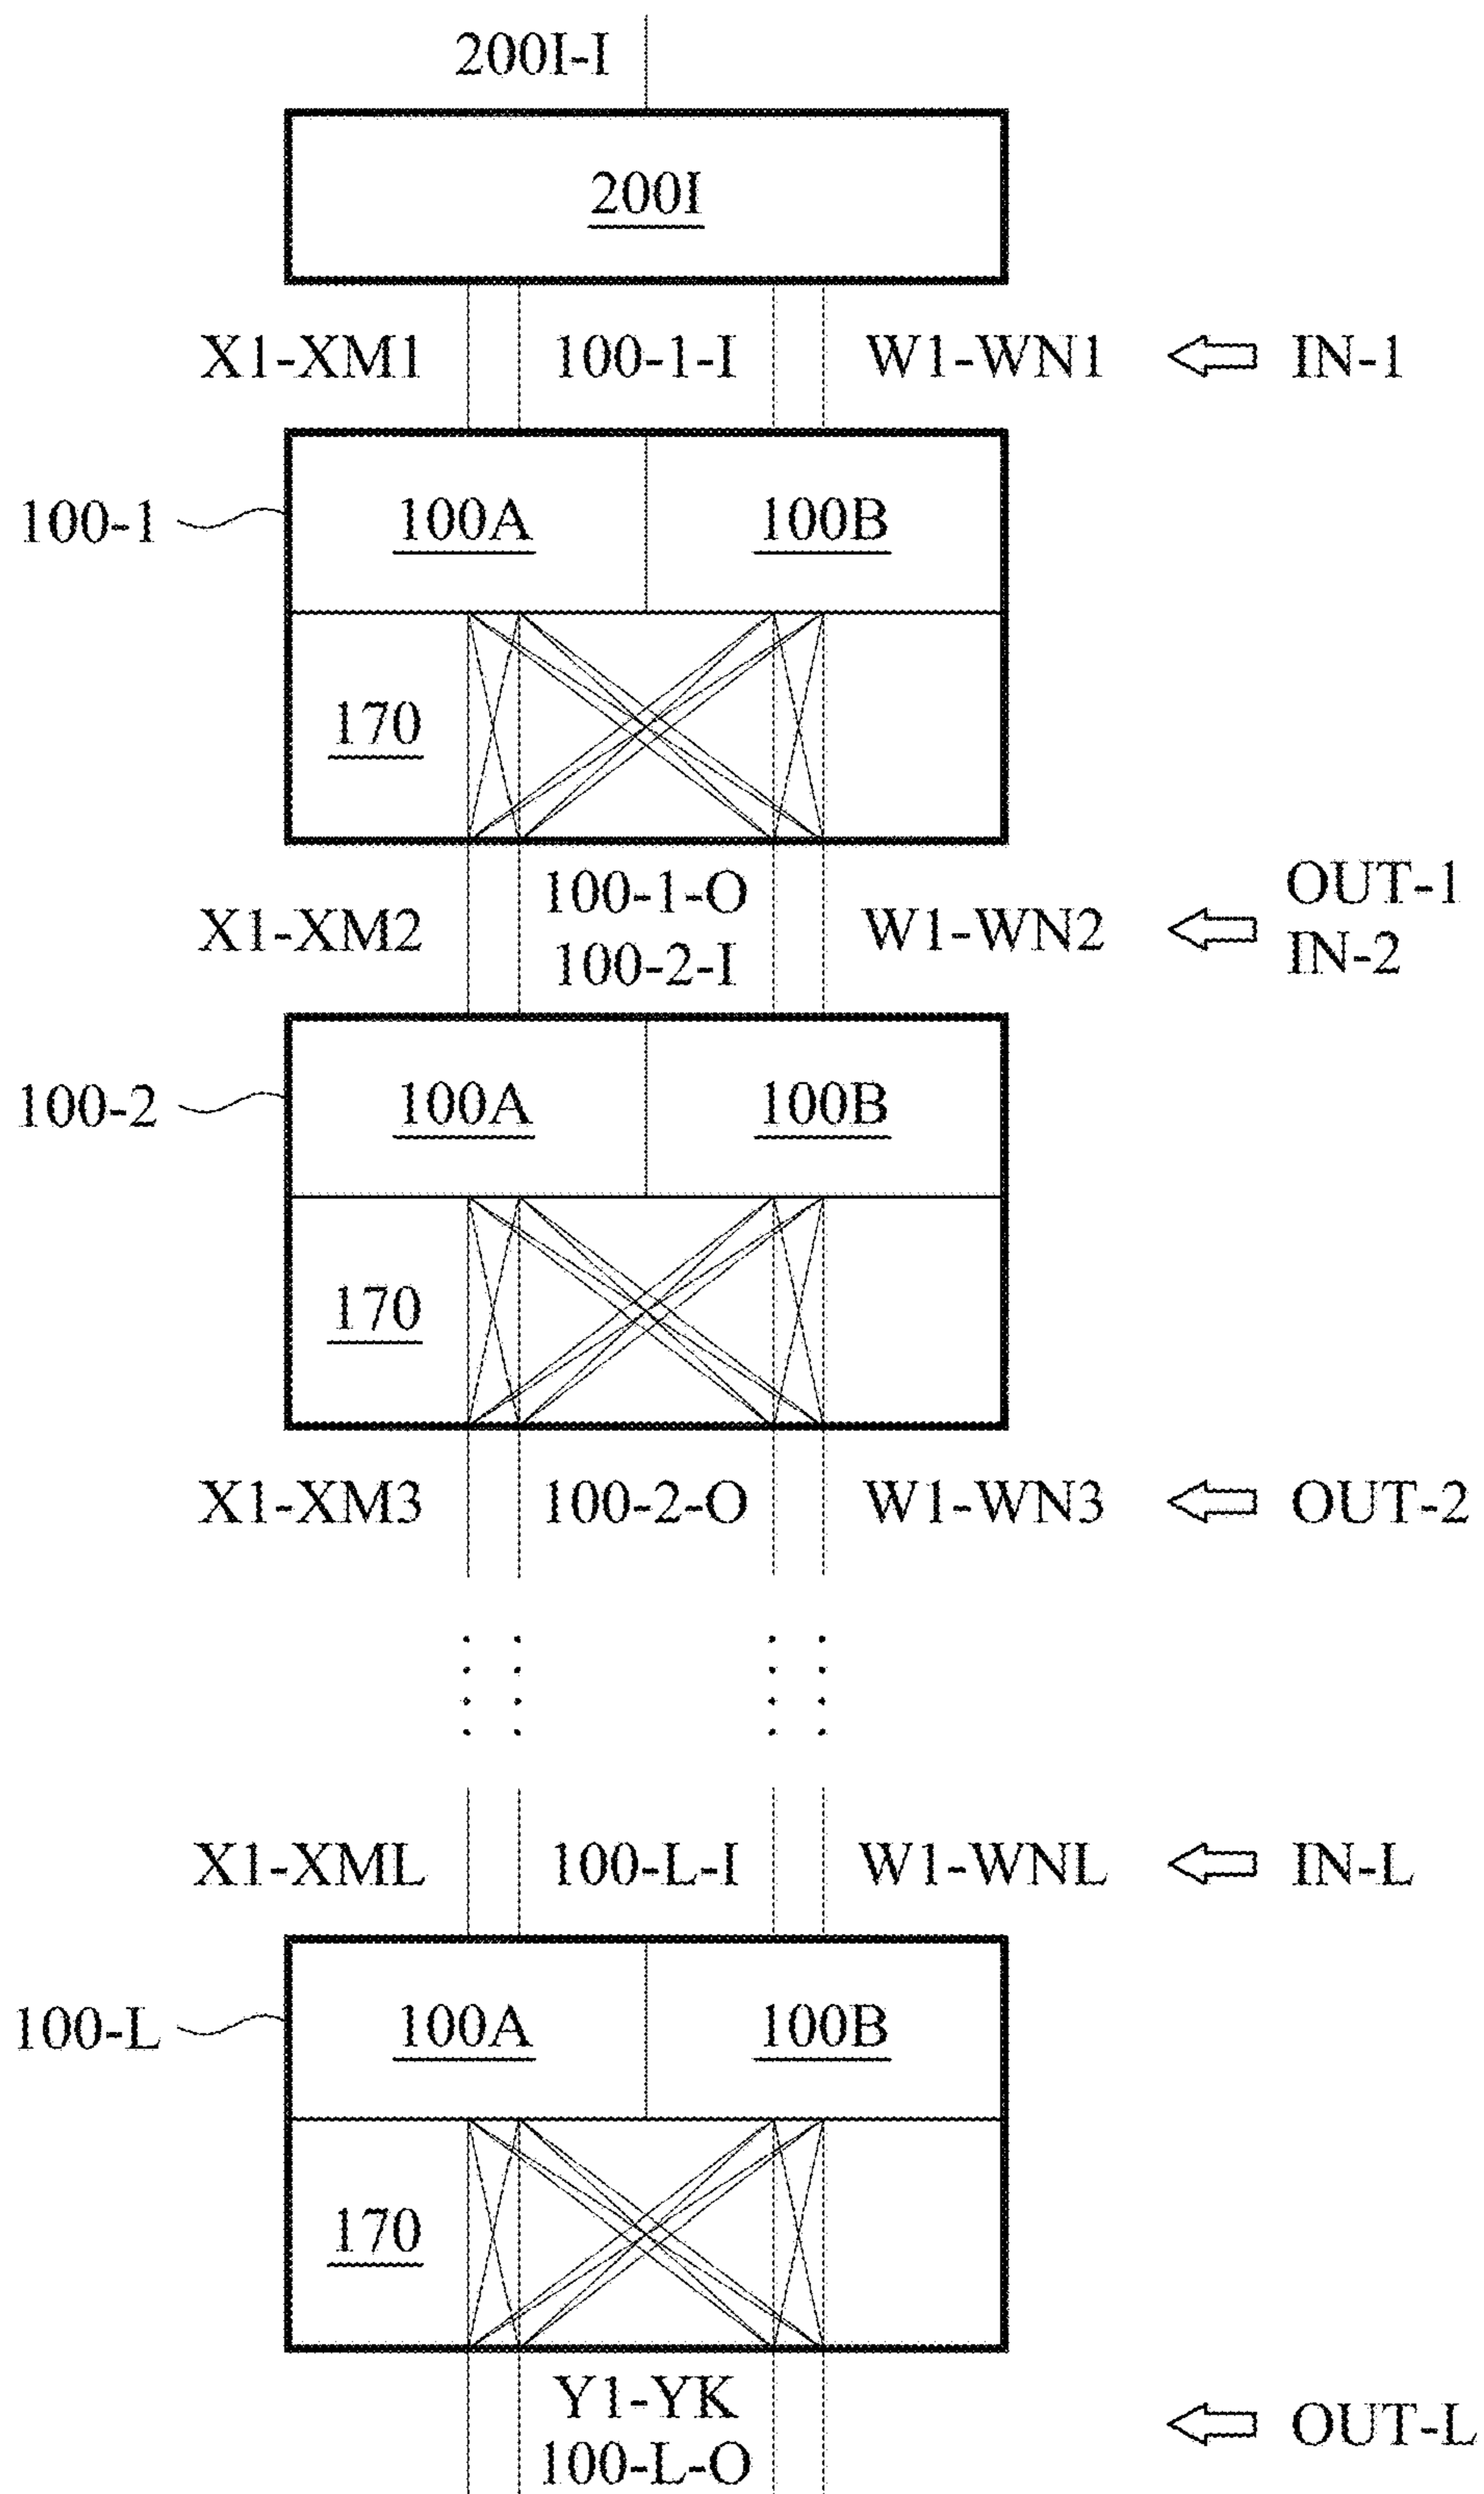 200I-I
200I
X1-XM1 100-1-I W1-WN1 IN-1
100-1 100A 100B
170
100-1-O OUT-1
X1-XM2 W1-WN2
100-2-I IN-2
100-2 100A 100B
170
X1-XM3 100-2-O W1-WN3 OUT-2
X1-XML 100-L-I W1-WNL IN-L
100-L 100A 100B
170
Y1-YK
OUT-L
100-L-O